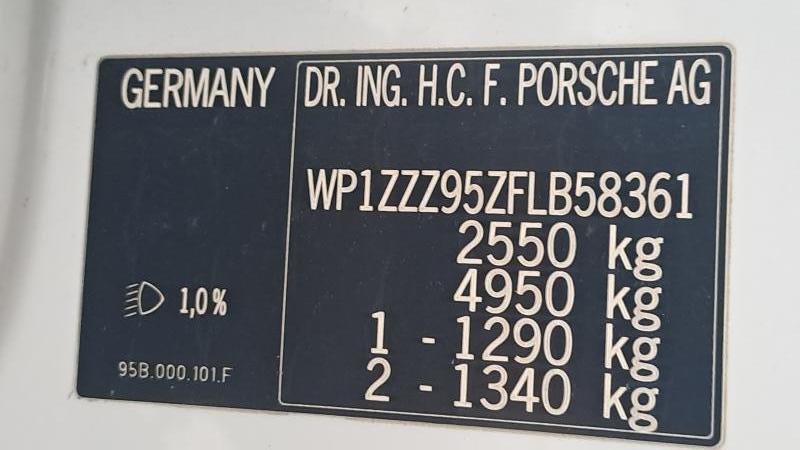 GERMANY
DR. ING. H.C. F. PORSCHE AG
WP1ZZZ95ZFLB58361
2550 kg
4950 kg
1 - 1290 kg
2 - 1340 kg
1,0%
95B.000.101.F